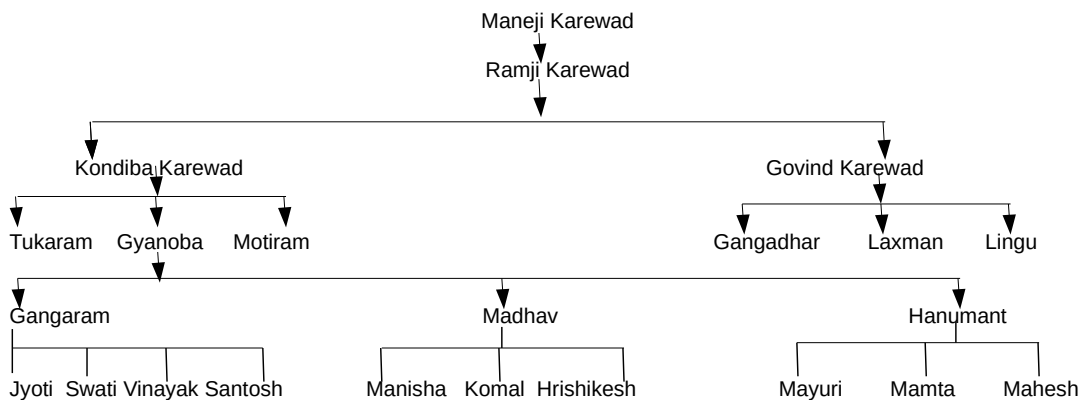 Maneji Karewad
Ramji Karewad
Kondiba Karewad Govind Karewad
Tukaram Gyanoba Motiram Gangadhar Laxman Lingu
Gangaram Madhav Hanumant
Jyoti Swati Vinayak Santosh Manisha Komal Hrishikesh Mayuri Mamta Mahesh